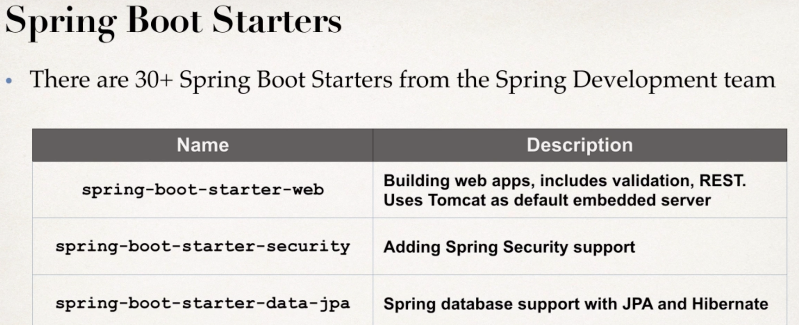 Spring Boot Starters
• There are 30+ Spring Boot Starters from the Spring Development team
Name Description
spring-boot-starter-web Building web apps, includes validation, REST.
Uses Tomcat as default embedded server
spring-boot-starter-security Adding Spring Security support
spring-boot-starter-data-jpa Spring database support with JPA and Hibernate